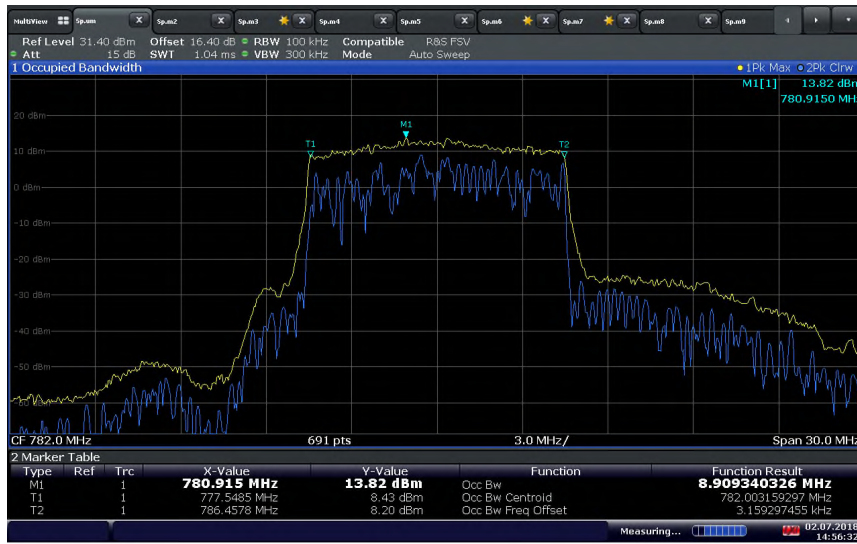 MultiView Sp.um X Sp.m2 X Sp.m3 X Sp.m4 X Sp.m5 X Sp.m6 X Sp.m7 X Sp.m8 X Sp.m9
Ref Level 31.40 dBm Offset 16.40 dB RBW 100 kHz Compatible R&S FSV
Att 15 dB SWT 1.04 ms VBW 300 kHz Mode Auto Sweep
1 Occupied Bandwidth 1Pk Max 2Pk Clrw
M1[1] 13.82 dBm
780.9150 MHz
20 dBm
M1
T1 T2
10 dBm
0 dBm
-10 dBm
-20 dBm
-30 dBm
-40 dBm
-50 dBm
-60 dBm
CF 782.0 MHz 691 pts 3.0 MHz/ Span 30.0 MHz
2 Marker Table
Type Ref Trc X-Value Y-Value Function Function Result
M1 1 780.915 MHz 13.82 dBm Occ Bw 8.909340326 MHz
T1 1 777.5485 MHz 8.43 dBm Occ Bw Centroid 782.003159297 MHz
T2 1 786.4578 MHz 8.20 dBm Occ Bw Freq Offset 3.159297455 kHz
Measuring... 02.07.2018
14:56:32